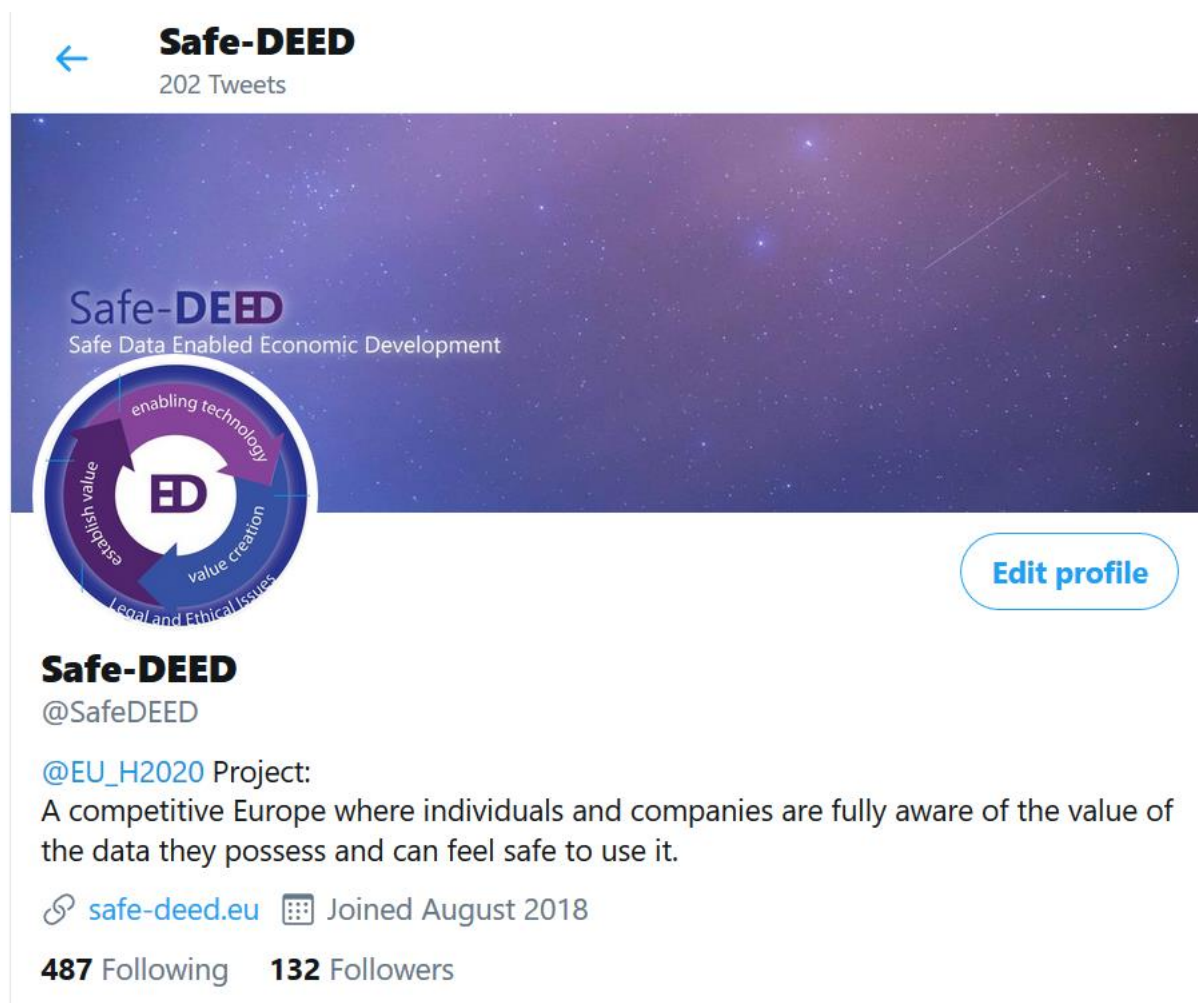 Safe-DEED
202 Tweets
Safe-DEED
Safe Data Enabled Economic Development
enabling technology
establish value
ED
value creation
Legal and Ethical Issues
Edit profile
Safe-DEED
@SafeDEED
@EU_H2020 Project:
A competitive Europe where individuals and companies are fully aware of the value of
the data they possess and can feel safe to use it.
safe-deed.eu Joined August 2018
487 Following 132 Followers